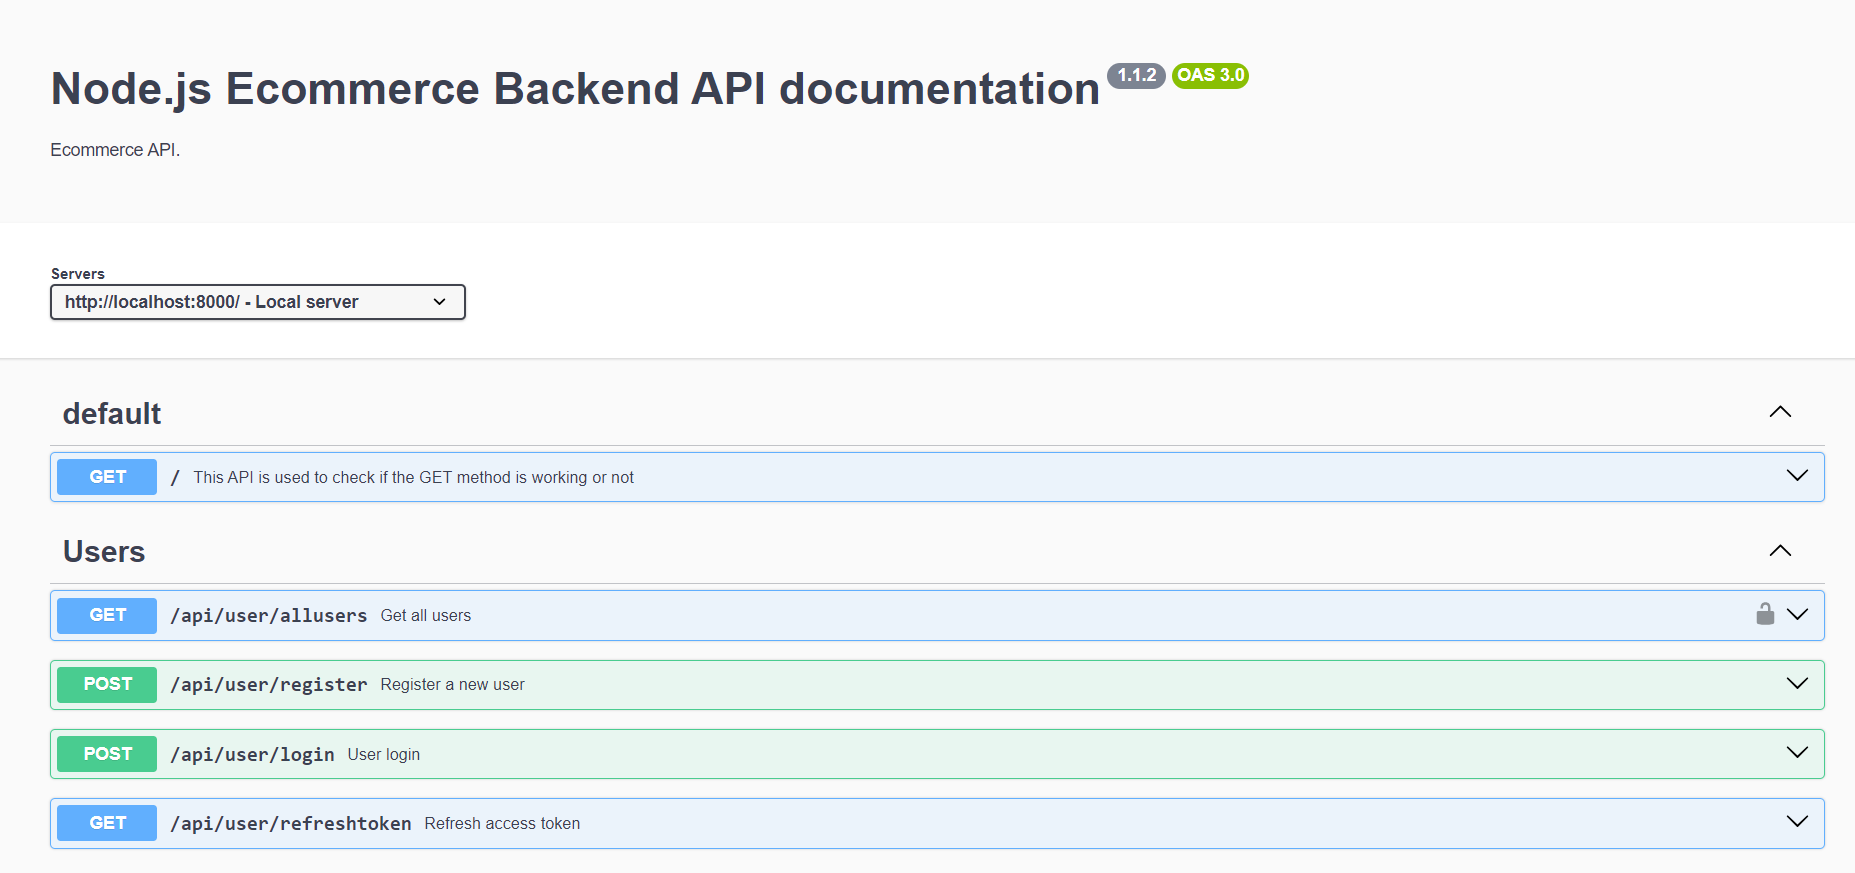 Node.js Ecommerce Backend API documentation 1.1.2 OAS 3.0
Ecommerce API.
Servers
http://localhost:8000/ - Local server
default
GET / This API is used to check if the GET method is working or not
Users
GET /api/user/allusers Get all users
POST /api/user/register Register a new user
POST /api/user/login User login
GET /api/user/refreshtoken Refresh access token